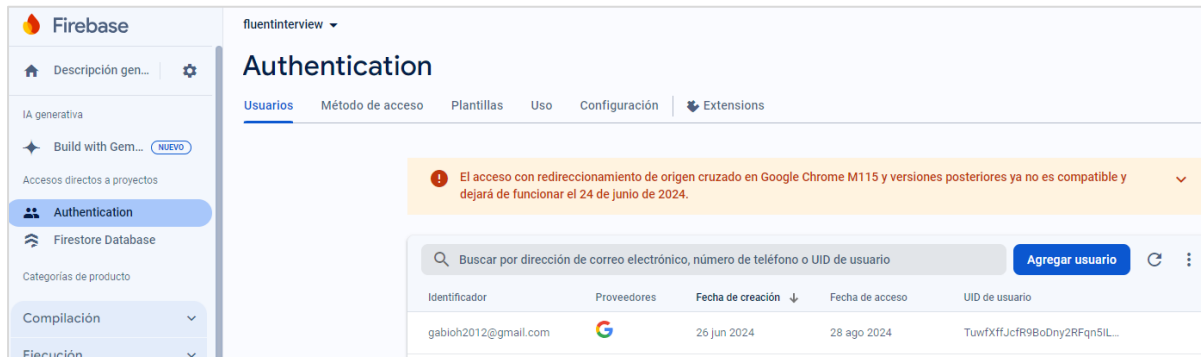 Firebase
fluentinterview
Descripción gen...
Authentication
Usuarios Método de acceso Plantillas Uso Configuración Extensions
IA generativa
Build with Gem... NUEVO
Accesos directos a proyectos
Authentication
Firestore Database
Categorías de producto
Compilación
Ejecución
El acceso con redireccionamiento de origen cruzado en Google Chrome M115 y versiones posteriores ya no es compatible y
dejará de funcionar el 24 de junio de 2024.
Buscar por dirección de correo electrónico, número de teléfono o UID de usuario
Agregar usuario
Identificador Proveedores Fecha de creación Fecha de acceso UID de usuario
gabioh2012@gmail.com 26 jun 2024 28 ago 2024 TuwfXffJcfR9BoDny2RFqn5IL...